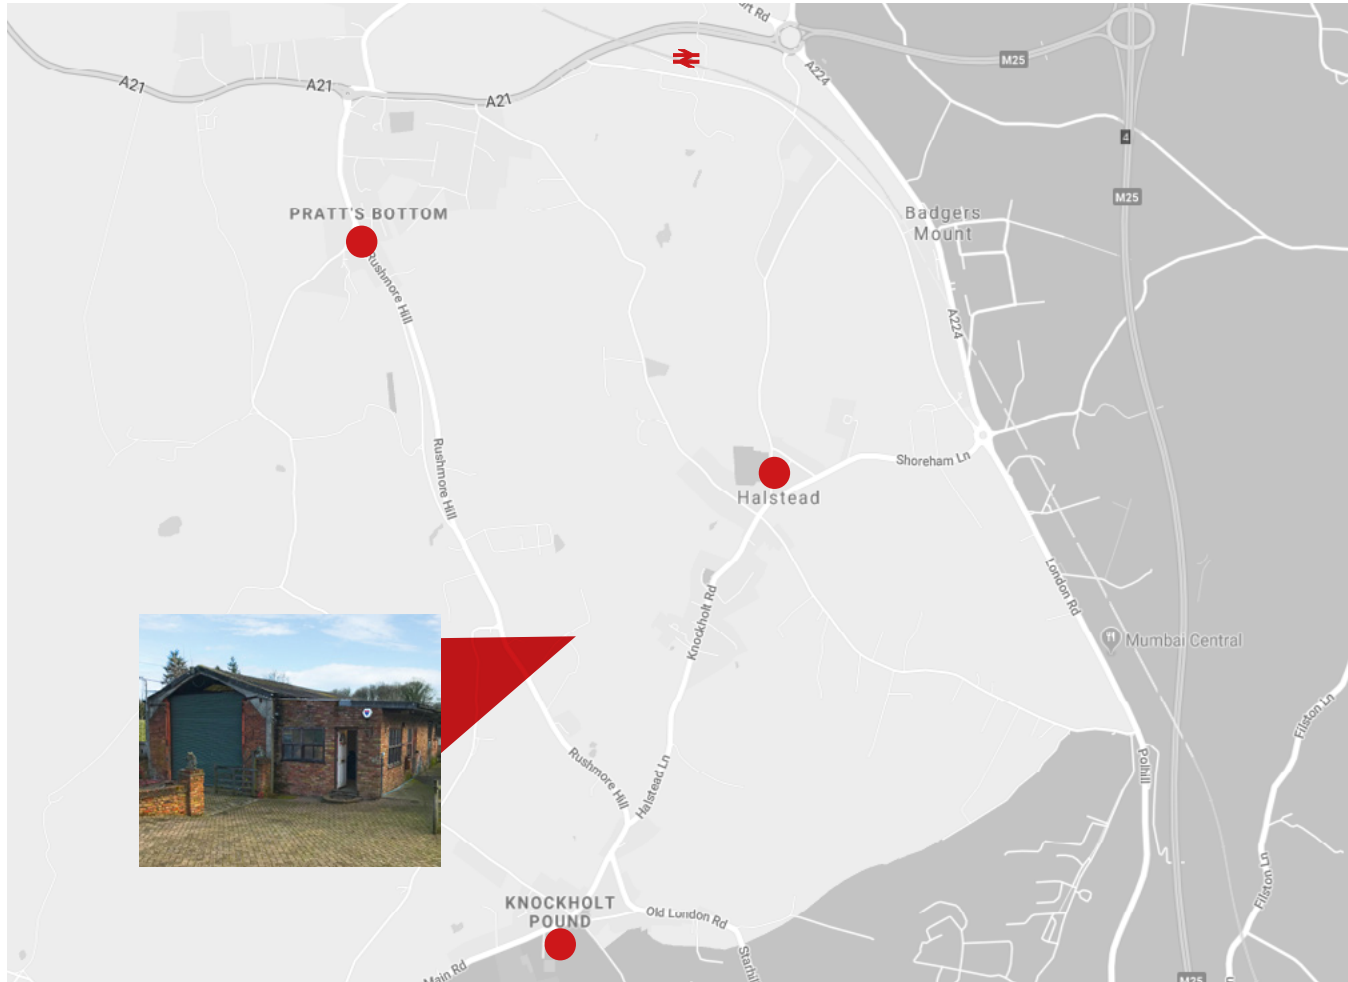 A21
A21
A21
A224
M25
4
M25
PRATT'S BOTTOM
Badgers
Mount
Rushmore Hill
A224
Rushmore Hill
Shoreham Ln
Halstead
London Rd
Knockholt Rd
Mumbai Central
Filston Ln
Polhill
Rushmore Hill
Halstead Ln
Filston Ln
KNOCKHOLT
POUND
Old London Rd
Main Rd
M25